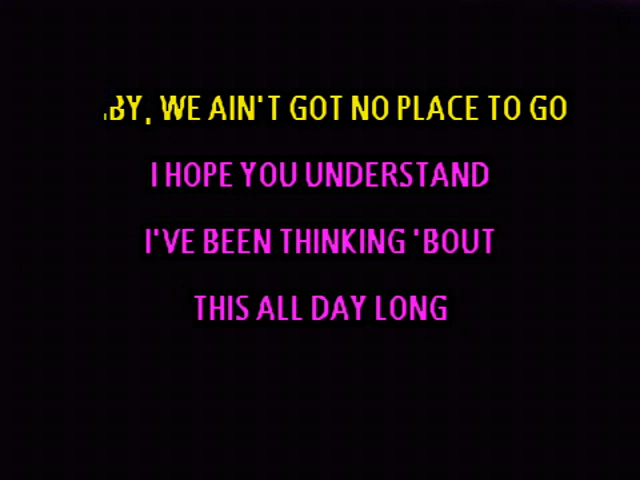 BY, WE AIN'T GOT NO PLACE TO GO
I HOPE YOU UNDERSTAND
I'VE BEEN THINKING 'BOUT
THIS ALL DAY LONG